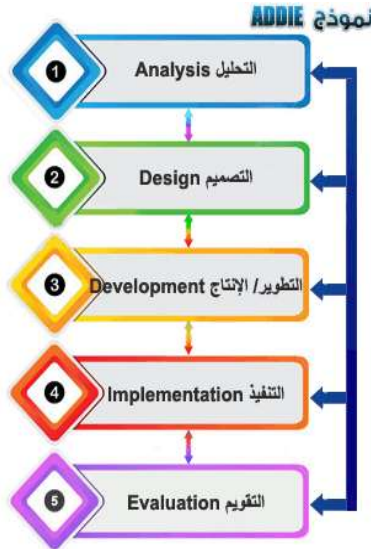 نموذج ADDIE
1
التحليل Analysis
2
التصميم Design
3
التطوير/ الإنتاج Development
4
التنفيذ Implementation
5
التقويم Evaluation